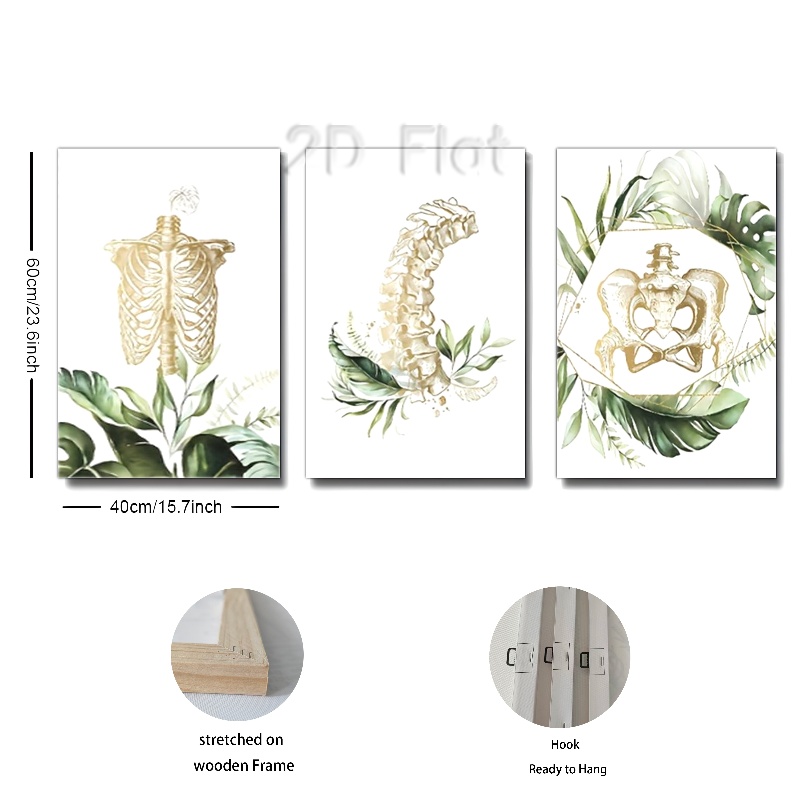 2D Flat
60cm/23.6inch
40cm/15.7inch
stretched on
wooden Frame
Hook
Ready to Hang